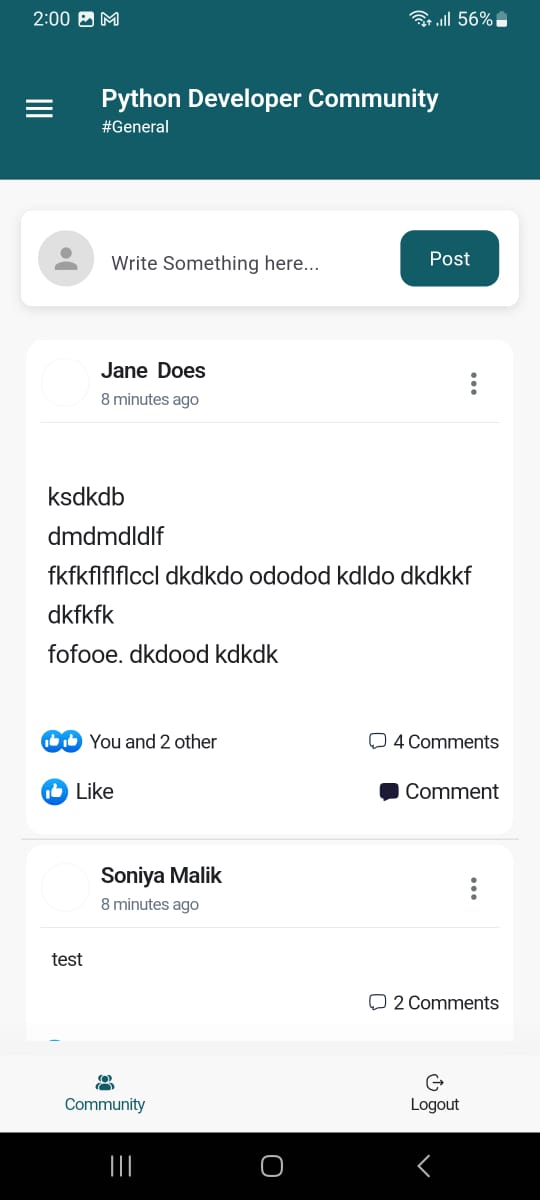 2:00 56%
Python Developer Community
#General
Write Something here...
Post
Jane  Does
8 minutes ago
ksdkdb
dmdmdldlf
fkfkflflflccl dkdkdo ododod kdldo dkdkkf
dkfkfk
fofooe. dkdood kdkdk
You and 2 other 4 Comments
Like Comment
Soniya Malik
8 minutes ago
test
2 Comments
Community Logout